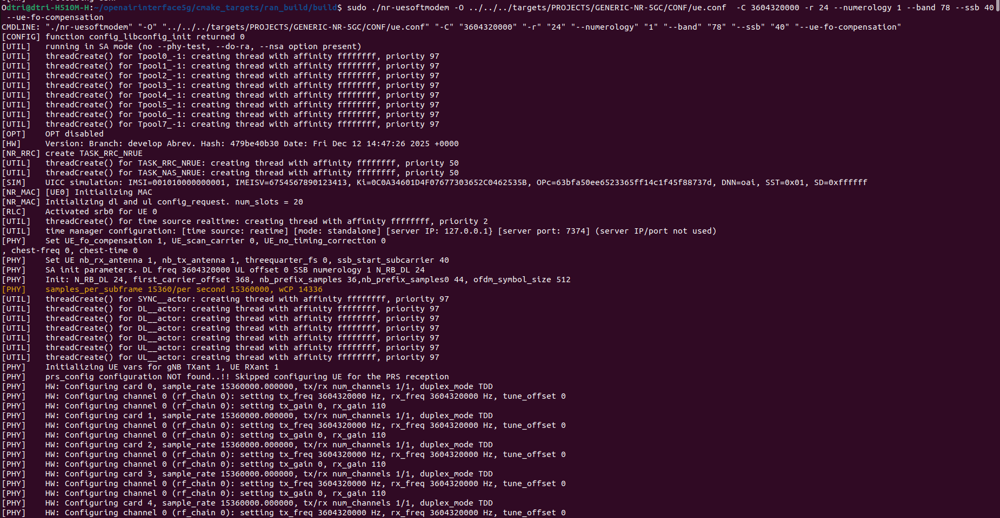 Odtri@dtri-H510M-H:~/openairinterface5g/cmake_targets/ran_build/build$ sudo ./nr-uesoftmodem -O ../../../targets/PROJECTS/GENERIC-NR-5GC/CONF/ue.conf  -C 3604320000 -r 24 --numerology 1 --band 78 --ssb 40
 --ue-fo-compensation
CMDLINE: "./nr-uesoftmodem" "-O" "../../../targets/PROJECTS/GENERIC-NR-5GC/CONF/ue.conf" "-C" "3604320000" "-r" "24" "--numerology" "1" "--band" "78" "--ssb" "40" "--ue-fo-compensation"
[CONFIG] function config_libconfig_init returned 0
[UTIL]   running in SA mode (no --phy-test, --do-ra, --nsa option present)
[UTIL]   threadCreate() for Tpool0_-1: creating thread with affinity ffffffff, priority 97
[UTIL]   threadCreate() for Tpool1_-1: creating thread with affinity ffffffff, priority 97
[UTIL]   threadCreate() for Tpool2_-1: creating thread with affinity ffffffff, priority 97
[UTIL]   threadCreate() for Tpool3_-1: creating thread with affinity ffffffff, priority 97
[UTIL]   threadCreate() for Tpool4_-1: creating thread with affinity ffffffff, priority 97
[UTIL]   threadCreate() for Tpool5_-1: creating thread with affinity ffffffff, priority 97
[UTIL]   threadCreate() for Tpool6_-1: creating thread with affinity ffffffff, priority 97
[UTIL]   threadCreate() for Tpool7_-1: creating thread with affinity ffffffff, priority 97
[OPT]    OPT disabled
[HW]     Version: Branch: develop Abrev. Hash: 479be40b30 Date: Fri Dec 12 14:47:26 2025 +0000
[NR_RRC] create TASK_RRC_NRUE
[UTIL]   threadCreate() for TASK_RRC_NRUE: creating thread with affinity ffffffff, priority 50
[UTIL]   threadCreate() for TASK_NAS_NRUE: creating thread with affinity ffffffff, priority 50
[SIM]    UICC simulation: IMSI=001010000000001, IMEISV=6754567890123413, Ki=0C0A34601D4F07677303652C0462535B, OPc=63bfa50ee6523365ff14c1f45f88737d, DNN=oai, SST=0x01, SD=0xffffff
[NR_MAC] [UE0] Initializing MAC
[NR_MAC] Initializing dl and ul config_request. num_slots = 20
[RLC]    Activated srb0 for UE 0
[UTIL]   threadCreate() for time source realtime: creating thread with affinity ffffffff, priority 2
[UTIL]   time manager configuration: [time source: reatime] [mode: standalone] [server IP: 127.0.0.1} [server port: 7374] (server IP/port not used)
[PHY]    Set UE_fo_compensation 1, UE_scan_carrier 0, UE_no_timing_correction 0
, chest-freq 0, chest-time 0
[PHY]    Set UE nb_rx_antenna 1, nb_tx_antenna 1, threequarter_fs 0, ssb_start_subcarrier 40
[PHY]    SA init parameters. DL freq 3604320000 UL offset 0 SSB numerology 1 N_RB_DL 24
[PHY]    Init: N_RB_DL 24, first_carrier_offset 368, nb_prefix_samples 36,nb_prefix_samples0 44, ofdm_symbol_size 512
[PHY]    samples_per_subframe 15360/per second 15360000, wCP 14336
[UTIL]   threadCreate() for SYNC__actor: creating thread with affinity ffffffff, priority 97
[UTIL]   threadCreate() for DL__actor: creating thread with affinity ffffffff, priority 97
[UTIL]   threadCreate() for DL__actor: creating thread with affinity ffffffff, priority 97
[UTIL]   threadCreate() for DL__actor: creating thread with affinity ffffffff, priority 97
[UTIL]   threadCreate() for DL__actor: creating thread with affinity ffffffff, priority 97
[UTIL]   threadCreate() for UL__actor: creating thread with affinity ffffffff, priority 97
[UTIL]   threadCreate() for UL__actor: creating thread with affinity ffffffff, priority 97
[PHY]    Initializing UE vars for gNB TXant 1, UE RXant 1
[PHY]    prs_config configuration NOT found..!! Skipped configuring UE for the PRS reception
[PHY]    HW: Configuring card 0, sample_rate 15360000.000000, tx/rx num_channels 1/1, duplex_mode TDD
[PHY]    HW: Configuring channel 0 (rf_chain 0): setting tx_freq 3604320000 Hz, rx_freq 3604320000 Hz, tune_offset 0
[PHY]    HW: Configuring channel 0 (rf_chain 0): setting tx_gain 0, rx_gain 110
[PHY]    HW: Configuring card 1, sample_rate 15360000.000000, tx/rx num_channels 1/1, duplex_mode TDD
[PHY]    HW: Configuring channel 0 (rf_chain 0): setting tx_freq 3604320000 Hz, rx_freq 3604320000 Hz, tune_offset 0
[PHY]    HW: Configuring channel 0 (rf_chain 0): setting tx_gain 0, rx_gain 110
[PHY]    HW: Configuring card 2, sample_rate 15360000.000000, tx/rx num_channels 1/1, duplex_mode TDD
[PHY]    HW: Configuring channel 0 (rf_chain 0): setting tx_freq 3604320000 Hz, rx_freq 3604320000 Hz, tune_offset 0
[PHY]    HW: Configuring channel 0 (rf_chain 0): setting tx_gain 0, rx_gain 110
[PHY]    HW: Configuring card 3, sample_rate 15360000.000000, tx/rx num_channels 1/1, duplex_mode TDD
[PHY]    HW: Configuring channel 0 (rf_chain 0): setting tx_freq 3604320000 Hz, rx_freq 3604320000 Hz, tune_offset 0
[PHY]    HW: Configuring channel 0 (rf_chain 0): setting tx_gain 0, rx_gain 110
[PHY]    HW: Configuring card 4, sample_rate 15360000.000000, tx/rx num_channels 1/1, duplex_mode TDD
[PHY]    HW: Configuring channel 0 (rf_chain 0): setting tx_freq 3604320000 Hz, rx_freq 3604320000 Hz, tune_offset 0